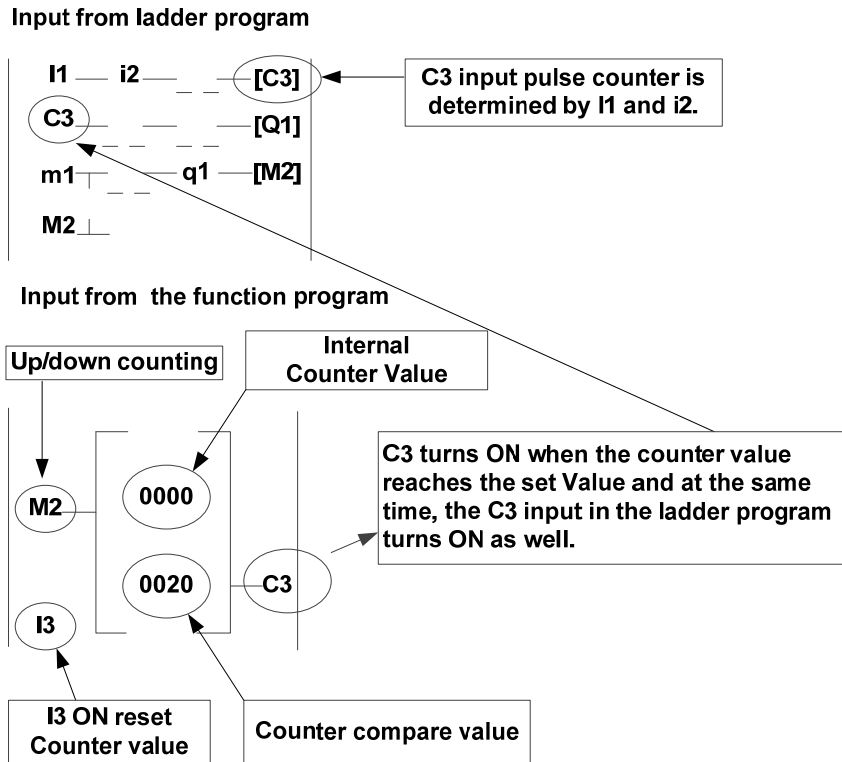 Input from ladder program
I1 i2 [C3]
C3 input pulse counter is
determined by I1 and i2.
C3 [Q1]
m1 q1 [M2]
M2
Input from the function program
Up/down counting
Internal
Counter Value
M2
0000
C3 turns ON when the counter value
reaches the set Value and at the same
time, the C3 input in the ladder program
turns ON as well.
0020
C3
I3
I3 ON reset
Counter value
Counter compare value